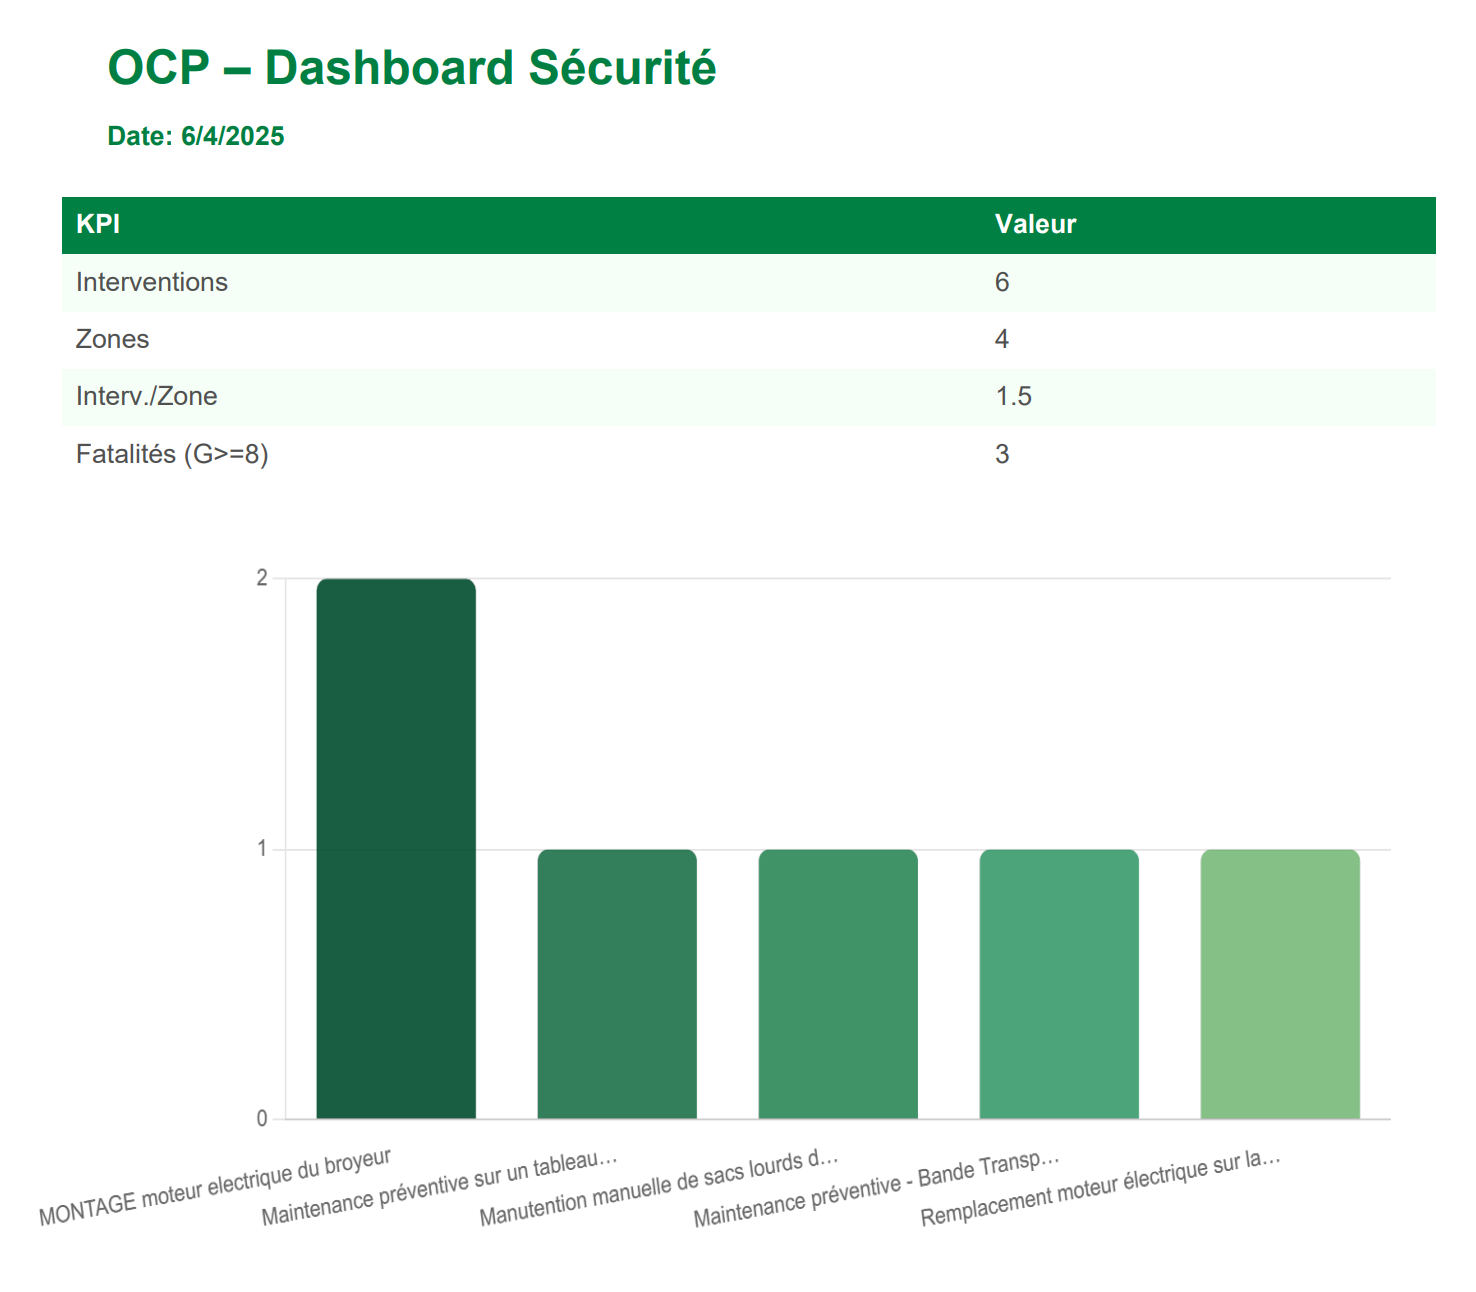 OCP – Dashboard Sécurité
Date: 6/4/2025
KPI Valeur
Interventions 6
Zones 4
Interv./Zone 1.5
Fatalités (G>=8) 3
2
1
0
MONTAGE moteur electrique du broyeur
Maintenance préventive sur un tableau…
Manutention manuelle de sacs lourds d…
Maintenance préventive - Bande Transp…
Remplacement moteur électrique sur la…